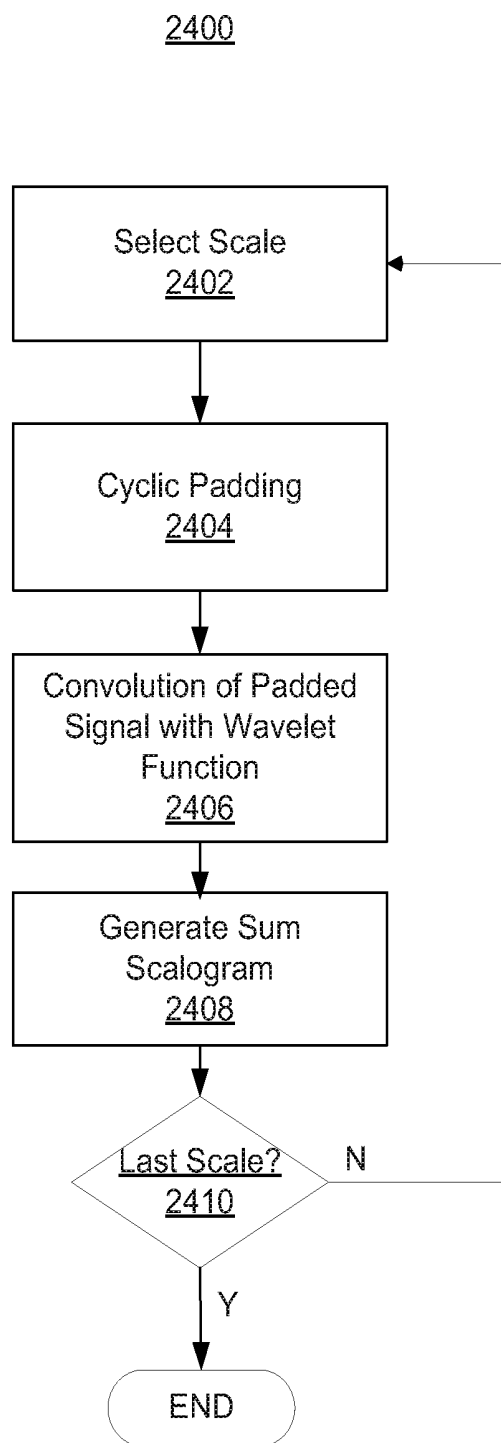 2400
Select Scale
2402
Cyclic Padding
2404
Convolution of Padded
Signal with Wavelet
Function
2406
Generate Sum
Scalogram
2408
Last Scale?
2410
N
Y
END